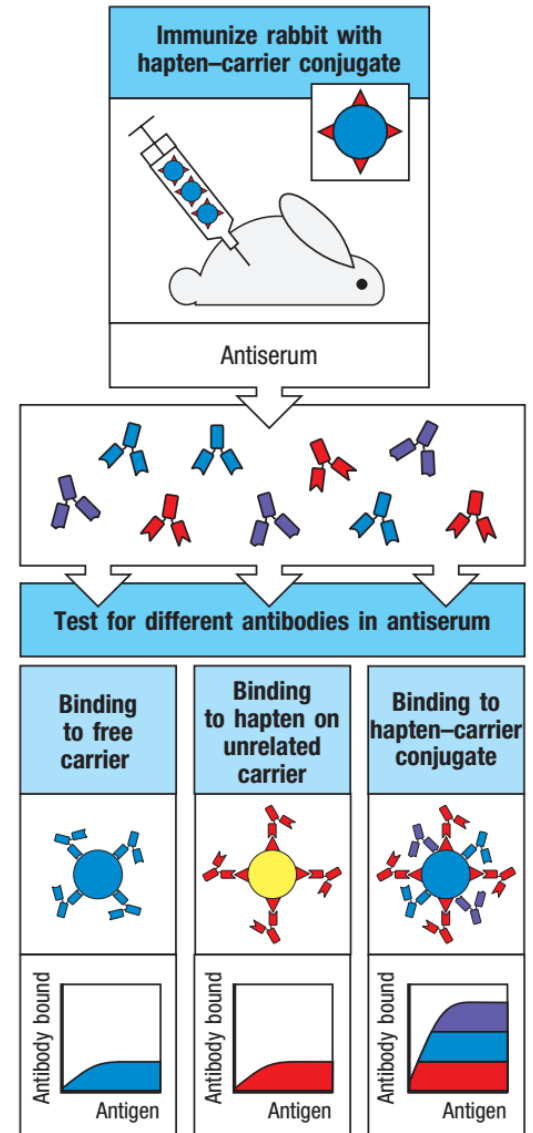 Immunize rabbit with
hapten–carrier conjugate
Antiserum
Test for different antibodies in antiserum
Binding
to free
carrier
Binding
to hapten on
unrelated
carrier
Binding to
hapten–carrier
conjugate
Antibody bound
Antigen
Antibody bound
Antigen
Antibody bound
Antigen